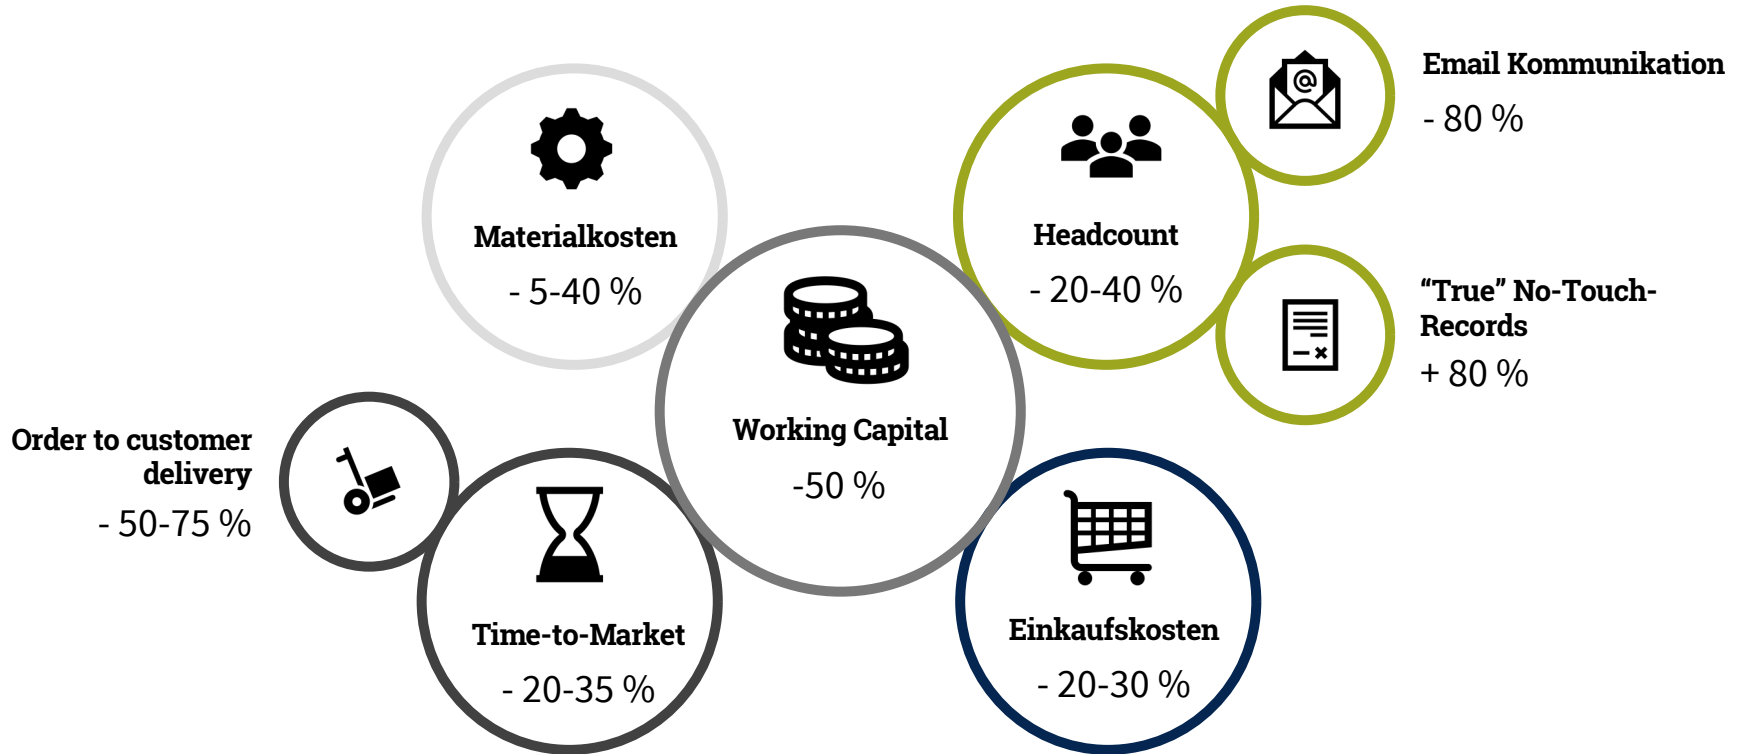 Materialkosten
- 5-40 %
Headcount
- 20-40 %
@
Email Kommunikation
- 80 %
“True” No-Touch-
Records
+ 80 %
Working Capital
-50 %
Order to customer
delivery
- 50-75 %
Time-to-Market
- 20-35 %
Einkaufskosten
- 20-30 %